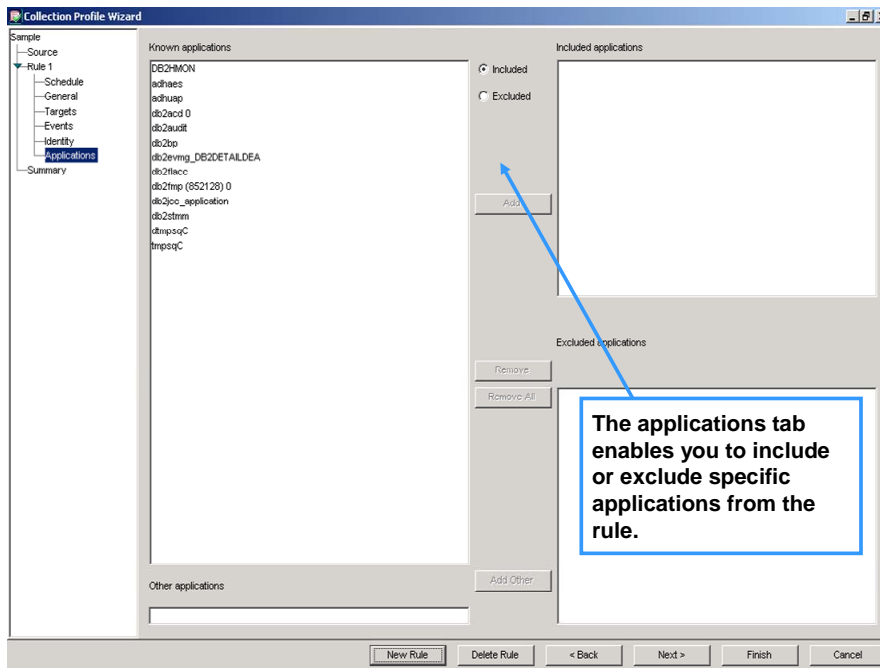 Collection Profile Wizard
Sample
Source
Rule 1
Schedule
General
Targets
Events
Identity
Applications
Summary
Known applications
DB2HMON
adhaes
adhuap
db2acd 0
db2audit
db2bp
db2evmg_DB2DETAILDEA
db2flacc
db2fmp (852128) 0
db2jcc_application
db2stmm
dtmpsqC
tmpsqC
Other applications
Included
Excluded
Add
Remove
Remove All
Add Other
Included applications
Excluded applications
The applications tab
enables you to include
or exclude specific
applications from the
rule.
New Rule
Delete Rule
< Back
Next >
Finish
Cancel